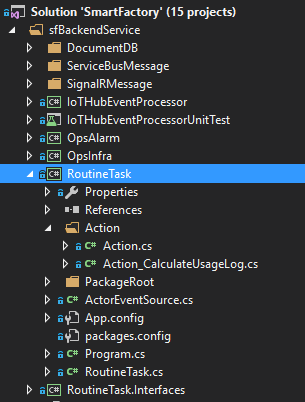 Solution 'SmartFactory' (15 projects)
sfBackendService
DocumentDB
ServiceBusMessage
SignalRMessage
IoTHubEventProcessor
IoTHubEventProcessorUnitTest
OpsAlarm
OpsInfra
RoutineTask
Properties
References
Action
Action.cs
Action_CalculateUsageLog.cs
PackageRoot
ActorEventSource.cs
App.config
packages.config
Program.cs
RoutineTask.cs
RoutineTask.Interfaces